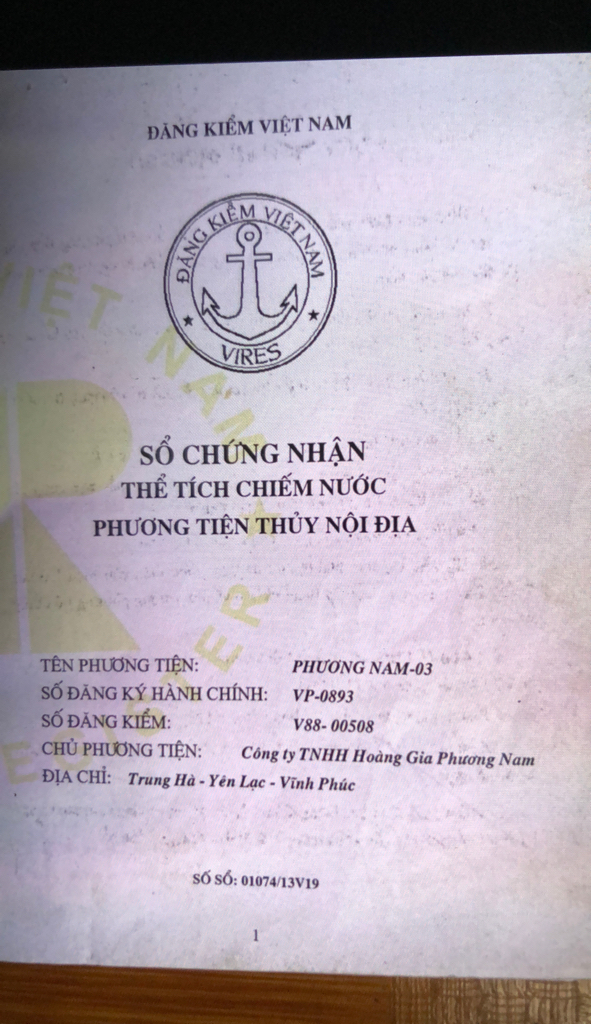 ĐĂNG KIỂM VIỆT NAM
ĐĂNG KIỂM VIỆT NAM
VIRES
VIỆT NAM
REGISTER
SỔ CHỨNG NHẬN
THỂ TÍCH CHIẾM NƯỚC
PHƯƠNG TIỆN THỦY NỘI ĐỊA
TÊN PHƯƠNG TIỆN: PHƯƠNG NAM-03
SỐ ĐĂNG KÝ HÀNH CHÍNH: VP-0893
SỐ ĐĂNG KIỂM: V88- 00508
CHỦ PHƯƠNG TIỆN: Công ty TNHH Hoàng Gia Phương Nam
ĐỊA CHỈ: Trung Hà - Yên Lạc - Vĩnh Phúc
SỐ SỔ: 01074/13V19
1